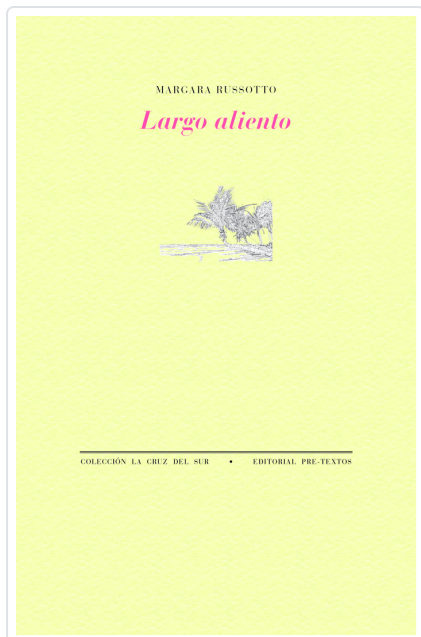 MARGARA RUSSOTTO
Largo aliento
COLECCIÓN LA CRUZ DEL SUR • EDITORIAL PRE-TEXTOS